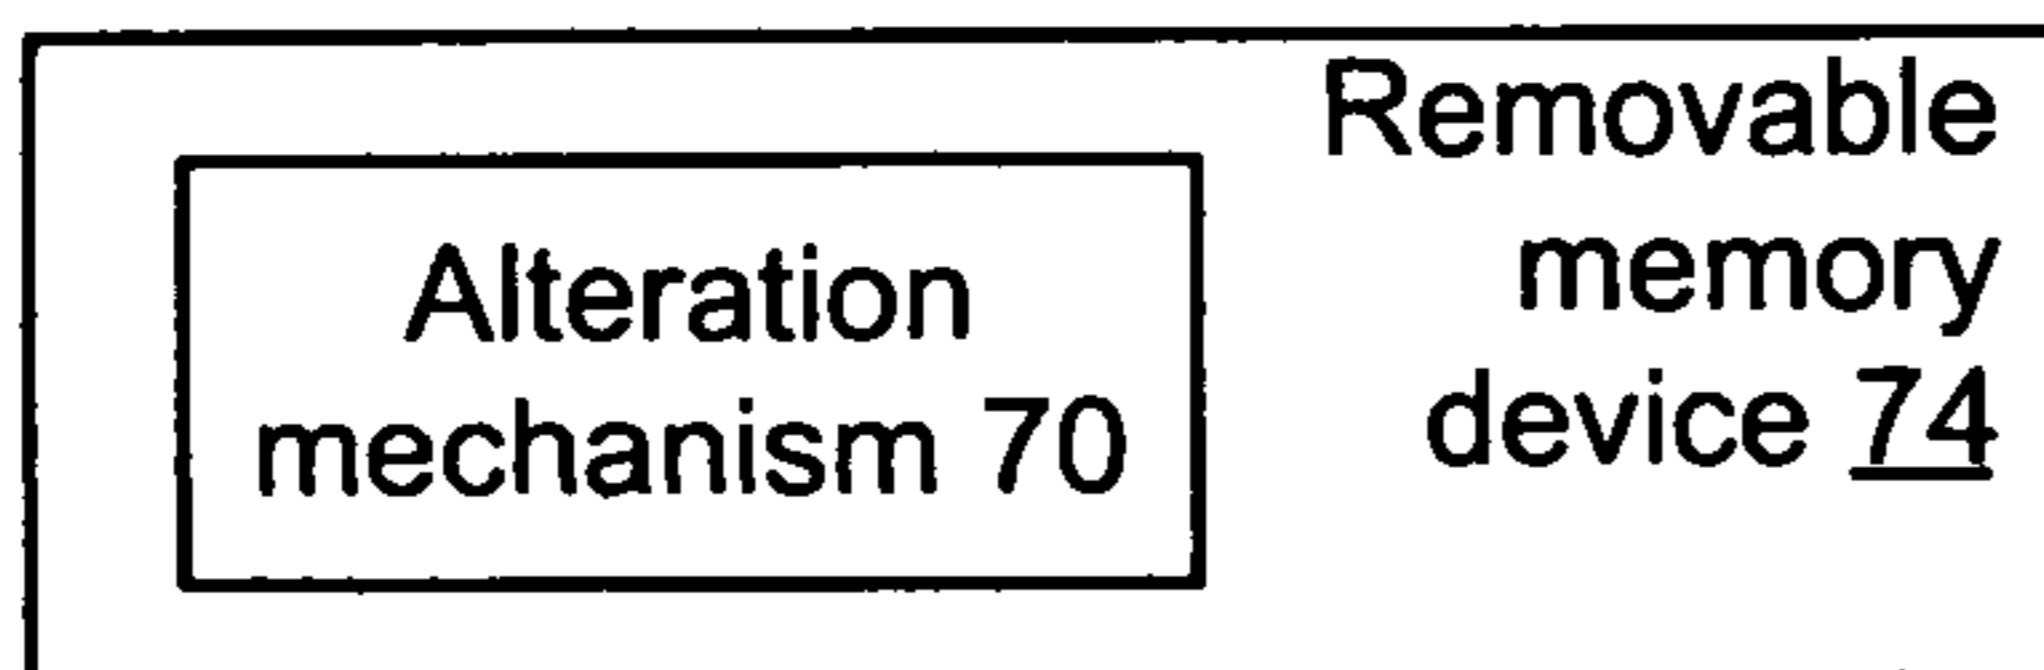 Removable
memory
device 74
Alteration
mechanism 70